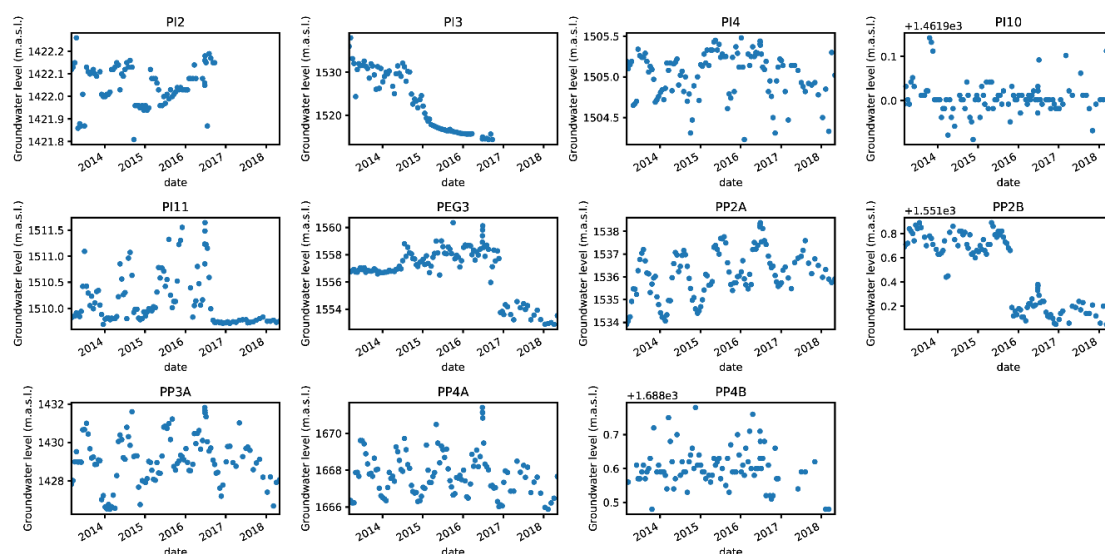 PI2 PI3 PI4 PI10
+1.4619e3
Groundwater level (m.a.s.l.)
1422.2
1422.1
1422.0
1421.9
1421.8
2014 2015 2016 2017 2018
date
Groundwater level (m.a.s.l.)
1530
1520
2014 2015 2016 2017 2018
date
Groundwater level (m.a.s.l.)
1505.5
1505.0
1504.5
2014 2015 2016 2017 2018
date
Groundwater level (m.a.s.l.)
0.1
0.0
2014 2015 2016 2017 2018
date
PI11 PEG3 PP2A PP2B
+1.551e3
Groundwater level (m.a.s.l.)
1511.5
1511.0
1510.5
1510.0
2014 2015 2016 2017 2018
date
Groundwater level (m.a.s.l.)
1560
1558
1556
1554
2014 2015 2016 2017 2018
date
Groundwater level (m.a.s.l.)
1538
1537
1536
1535
1534
2014 2015 2016 2017 2018
date
Groundwater level (m.a.s.l.)
0.8
0.6
0.4
0.2
2014 2015 2016 2017 2018
date
PP3A PP4A PP4B
+1.688e3
Groundwater level (m.a.s.l.)
1432
1430
1428
2014 2015 2016 2017 2018
date
Groundwater level (m.a.s.l.)
1670
1668
1666
2014 2015 2016 2017 2018
date
Groundwater level (m.a.s.l.)
0.7
0.6
0.5
2014 2015 2016 2017 2018
date